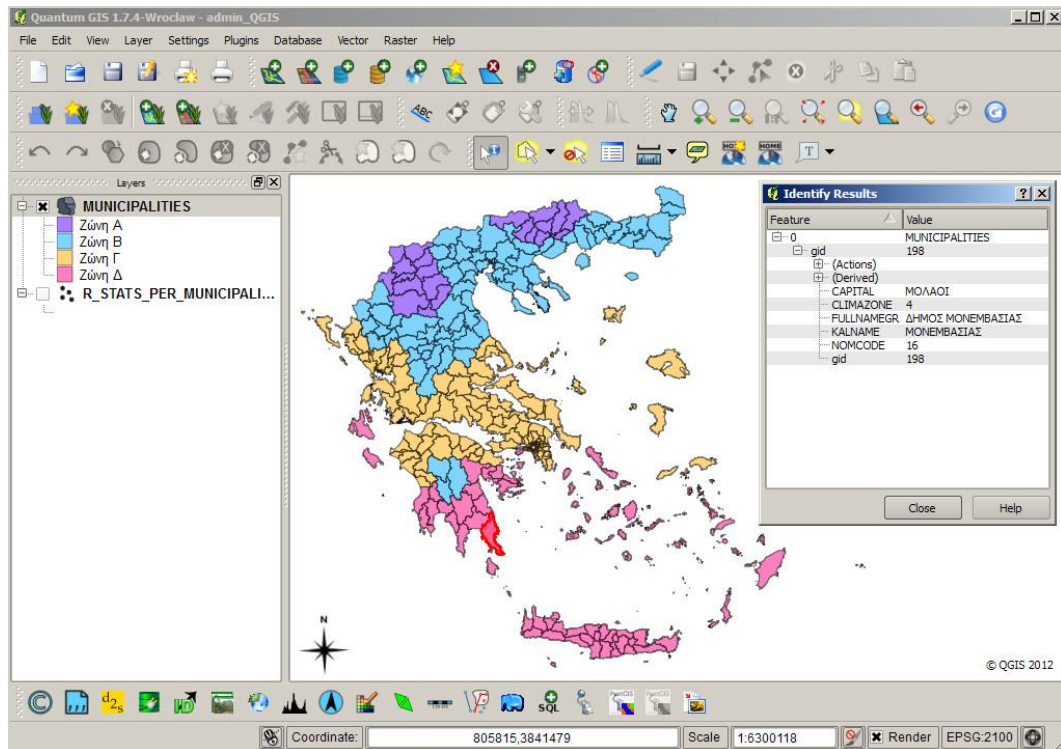 Quantum GIS 1.7.4-Wroclaw - admin_QGIS
File Edit View Layer Settings Plugins Database Vector Raster Help
Layers
MUNICIPALITIES
Ζώνη Α
Ζώνη Β
Ζώνη Γ
Ζώνη Δ
R_STATS_PER_MUNICIPALI...
Identify Results
Feature Value
0 MUNICIPALITIES
gid 198
(Actions)
(Derived)
CAPITAL ΜΟΛΑΟΙ
CLIMAZONE 4
FULLNAMEGR ΔΗΜΟΣ ΜΟΝΕΜΒΑΣΙΑΣ
KALNAME ΜΟΝΕΜΒΑΣΙΑΣ
NOMCODE 16
gid 198
Close Help
N
© QGIS 2012
Coordinate: 805815,3841479 Scale 1:6300118 Render EPSG:2100